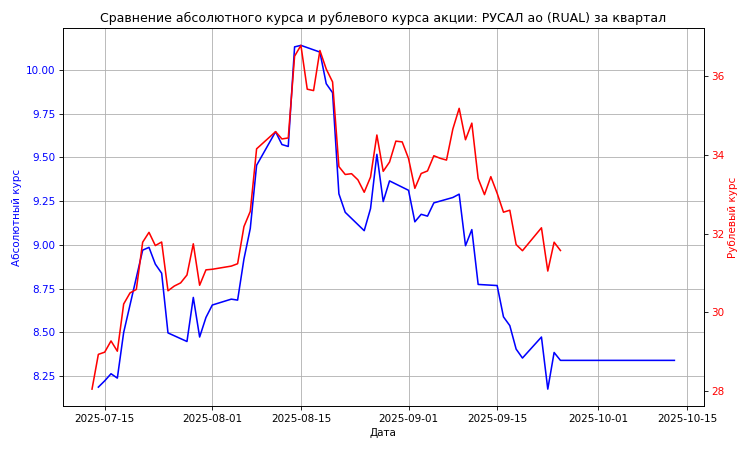 Сравнение абсолютного курса и рублевого курса акции: РУСАЛ ао (RUAL) за квартал
10.00
9.75
9.50
9.25
9.00
8.75
8.50
8.25
Абсолютный курс
36
34
32
30
28
Рублевый курс
2025-07-15 2025-08-01 2025-08-15 2025-09-01 2025-09-15 2025-10-01 2025-10-15
Дата